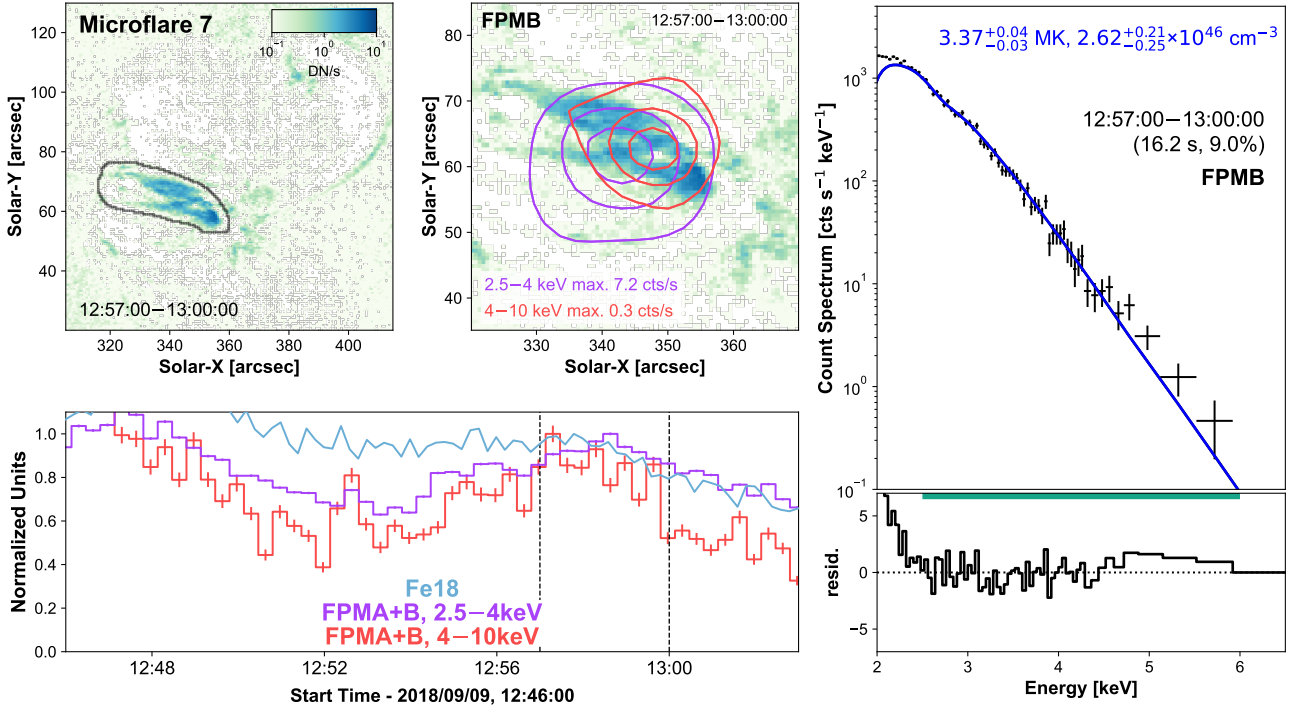 Microflare 7
10⁻¹ 10⁰ 10¹
DN/s
120
100
80
60
40
Solar-Y [arcsec]
12:57:00−13:00:00
320 340 360 380 400
Solar-X [arcsec]
FPMB
12:57:00−13:00:00
80
70
60
50
40
Solar-Y [arcsec]
2.5−4 keV max. 7.2 cts/s
4−10 keV max. 0.3 cts/s
330 340 350 360
Solar-X [arcsec]
1.0
0.8
0.6
0.4
0.2
0.0
Normalized Units
Fe18
FPMA+B, 2.5−4keV
FPMA+B, 4−10keV
12:48 12:52 12:56 13:00
Start Time - 2018/09/09, 12:46:00
3.37+0.04−0.03 MK, 2.62+0.21−0.25×10⁴⁶ cm⁻³
12:57:00−13:00:00
(16.2 s, 9.0%)
FPMB
10³
10²
10¹
10⁰
10⁻¹
Count Spectrum [cts s⁻¹ keV⁻¹]
5
0
−5
resid.
2 3 4 5 6
Energy [keV]